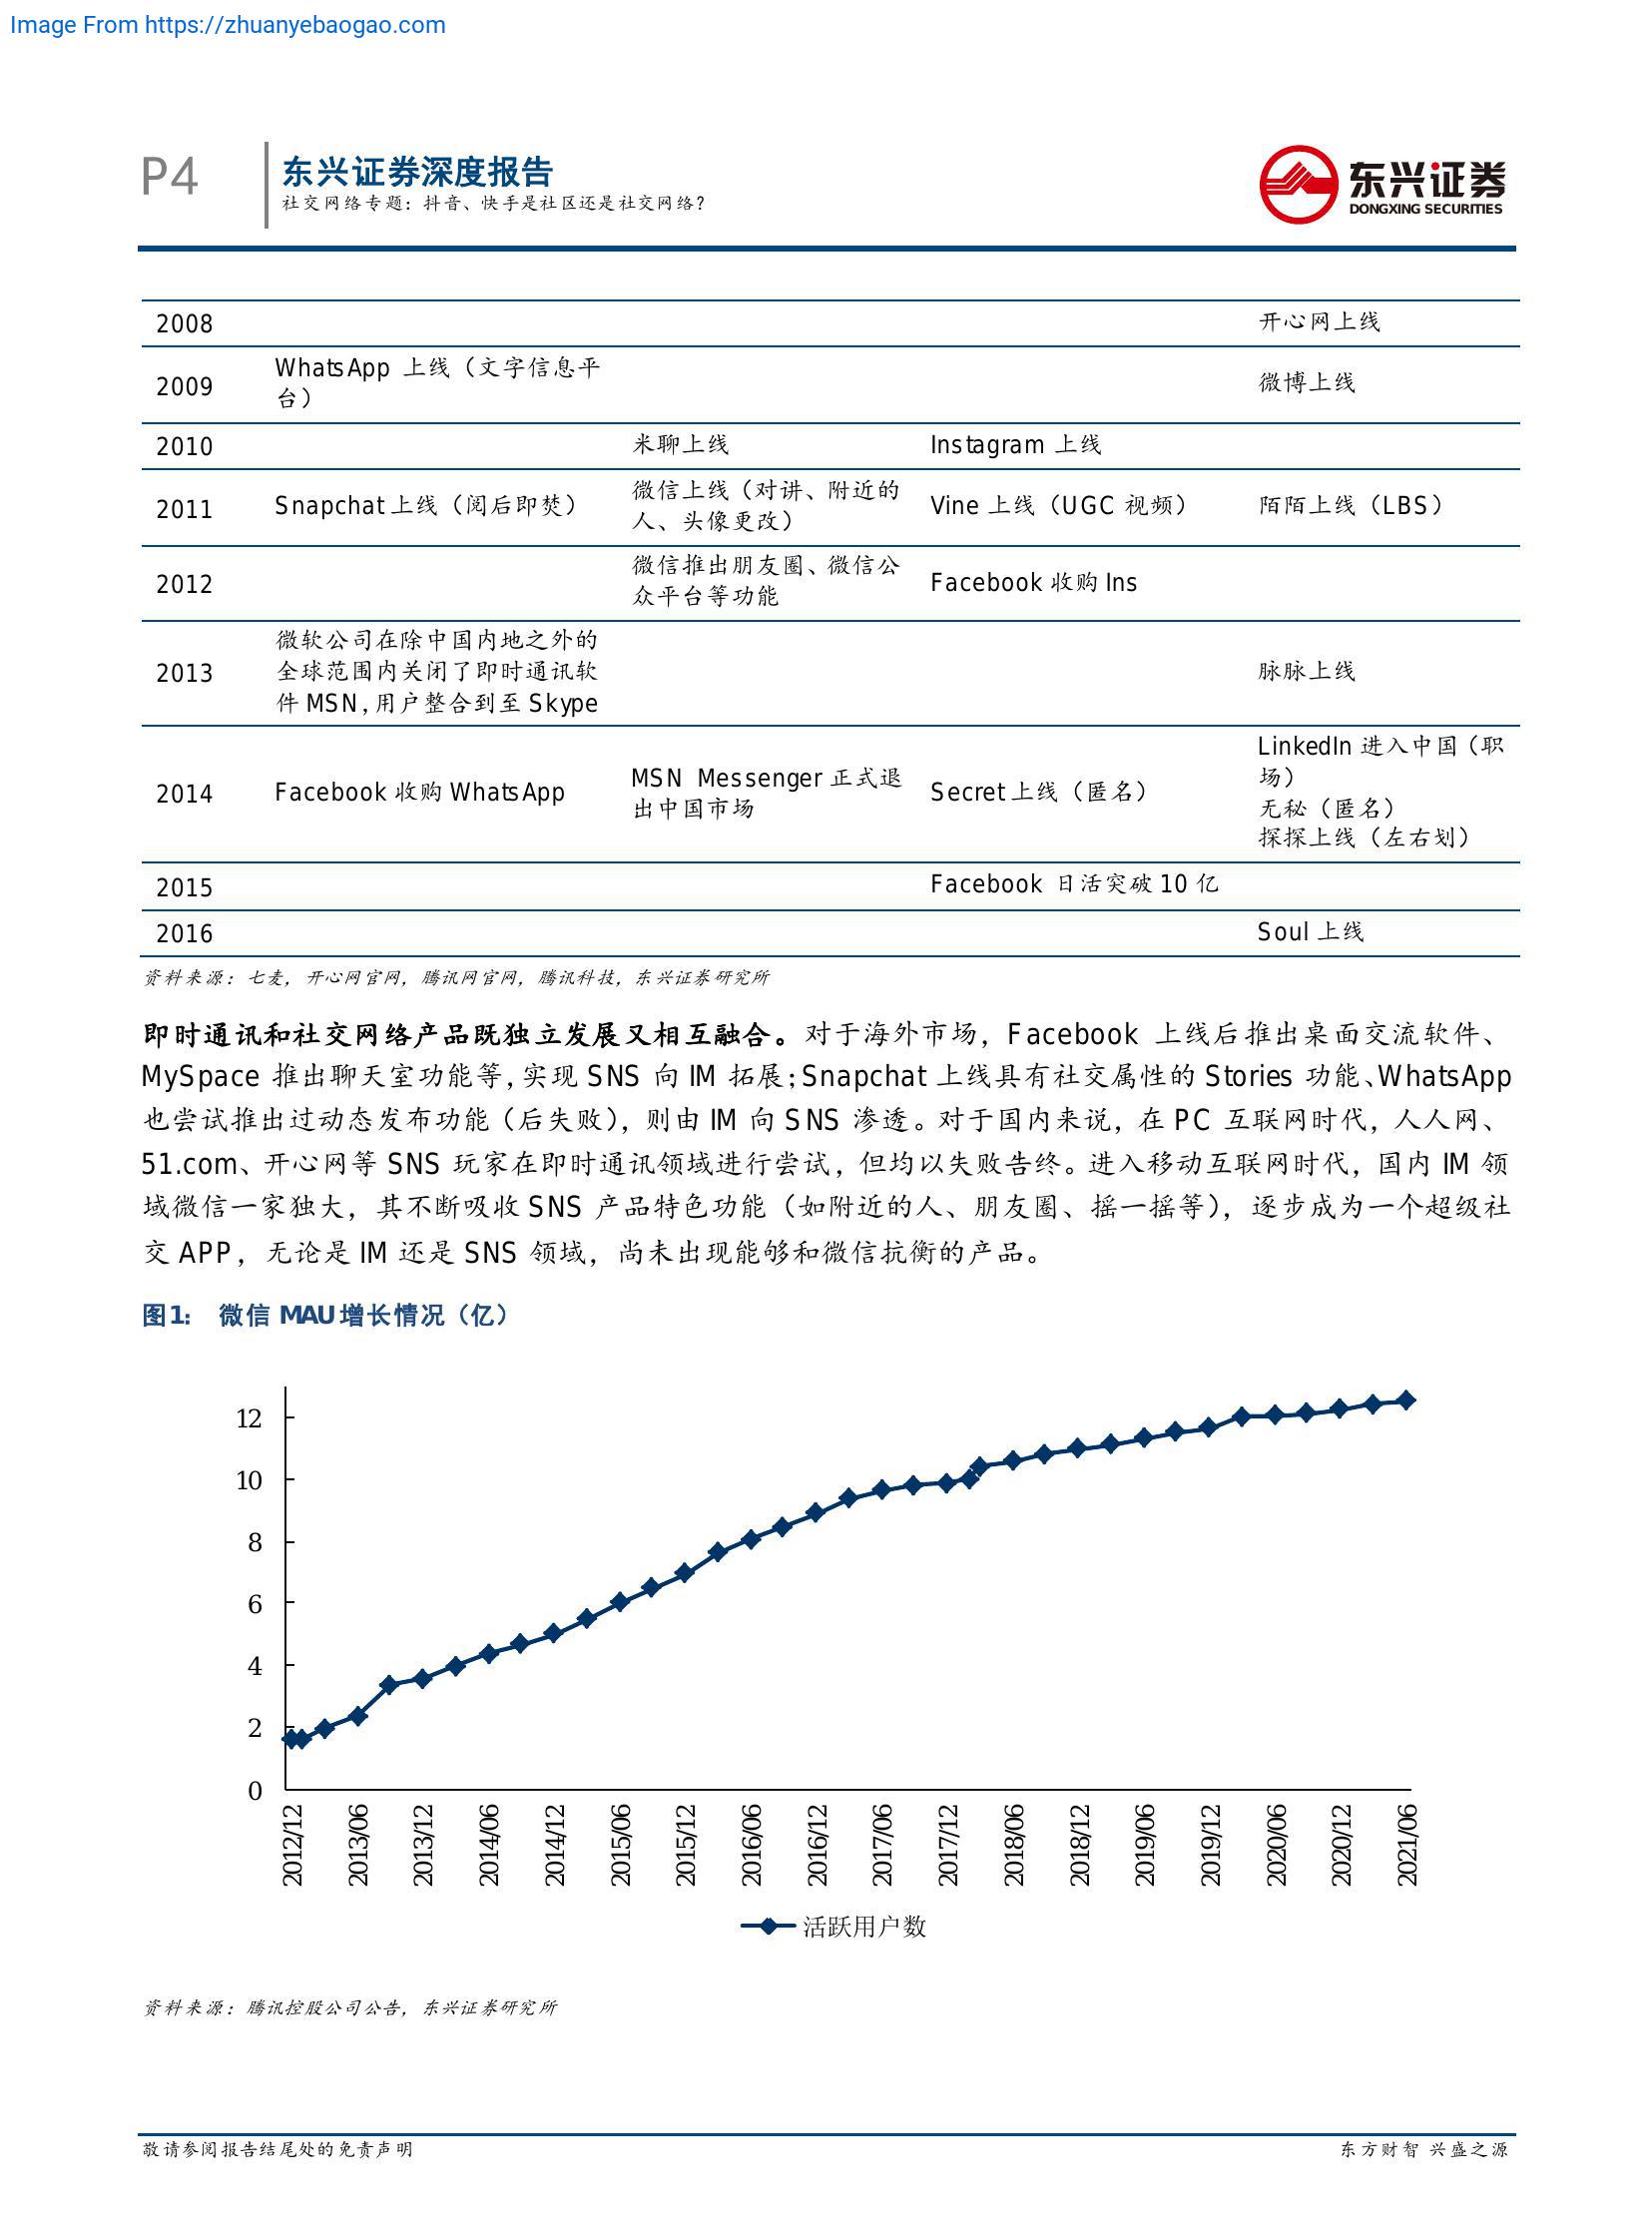 Image From https://zhuanyebaogao.com
P4
东兴证券深度报告
社交网络专题：抖音、快手是社区还是社交网络？
东兴证券
DONGXING SECURITIES
2008 开心网上线
2009 WhatsApp 上线（文字信息平
台） 微博上线
2010 米聊上线 Instagram 上线
2011 Snapchat 上线（阅后即焚） 微信上线（对讲、附近的
人、头像更改） Vine 上线（UGC 视频） 陌陌上线（LBS）
2012 微信推出朋友圈、微信公
众平台等功能 Facebook 收购 Ins
2013 微软公司在除中国内地之外的
全球范围内关闭了即时通讯软
件 MSN，用户整合到至 Skype 脉脉上线
2014 Facebook 收购 WhatsApp MSN Messenger 正式退
出中国市场 Secret 上线（匿名） LinkedIn 进入中国（职
场）
无秘（匿名）
探探上线（左右划）
2015 Facebook 日活突破 10 亿
2016 Soul 上线
资料来源：七麦，开心网官网，腾讯网官网，腾讯科技，东兴证券研究所
即时通讯和社交网络产品既独立发展又相互融合。对于海外市场，Facebook 上线后推出桌面交流软件、
MySpace 推出聊天室功能等，实现 SNS 向 IM 拓展；Snapchat 上线具有社交属性的 Stories 功能、WhatsApp
也尝试推出过动态发布功能（后失败），则由 IM 向 SNS 渗透。对于国内来说，在 PC 互联网时代，人人网、
51.com、开心网等 SNS 玩家在即时通讯领域进行尝试，但均以失败告终。进入移动互联网时代，国内 IM 领
域微信一家独大，其不断吸收 SNS 产品特色功能（如附近的人、朋友圈、摇一摇等），逐步成为一个超级社
交 APP，无论是 IM 还是 SNS 领域，尚未出现能够和微信抗衡的产品。
图1： 微信 MAU 增长情况（亿）
12
10
8
6
4
2
0
2012/12
2013/06
2013/12
2014/06
2014/12
2015/06
2015/12
2016/06
2016/12
2017/06
2017/12
2018/06
2018/12
2019/06
2019/12
2020/06
2020/12
2021/06
活跃用户数
资料来源：腾讯控股公司公告，东兴证券研究所
敬请参阅报告结尾处的免责声明
东方财智 兴盛之源